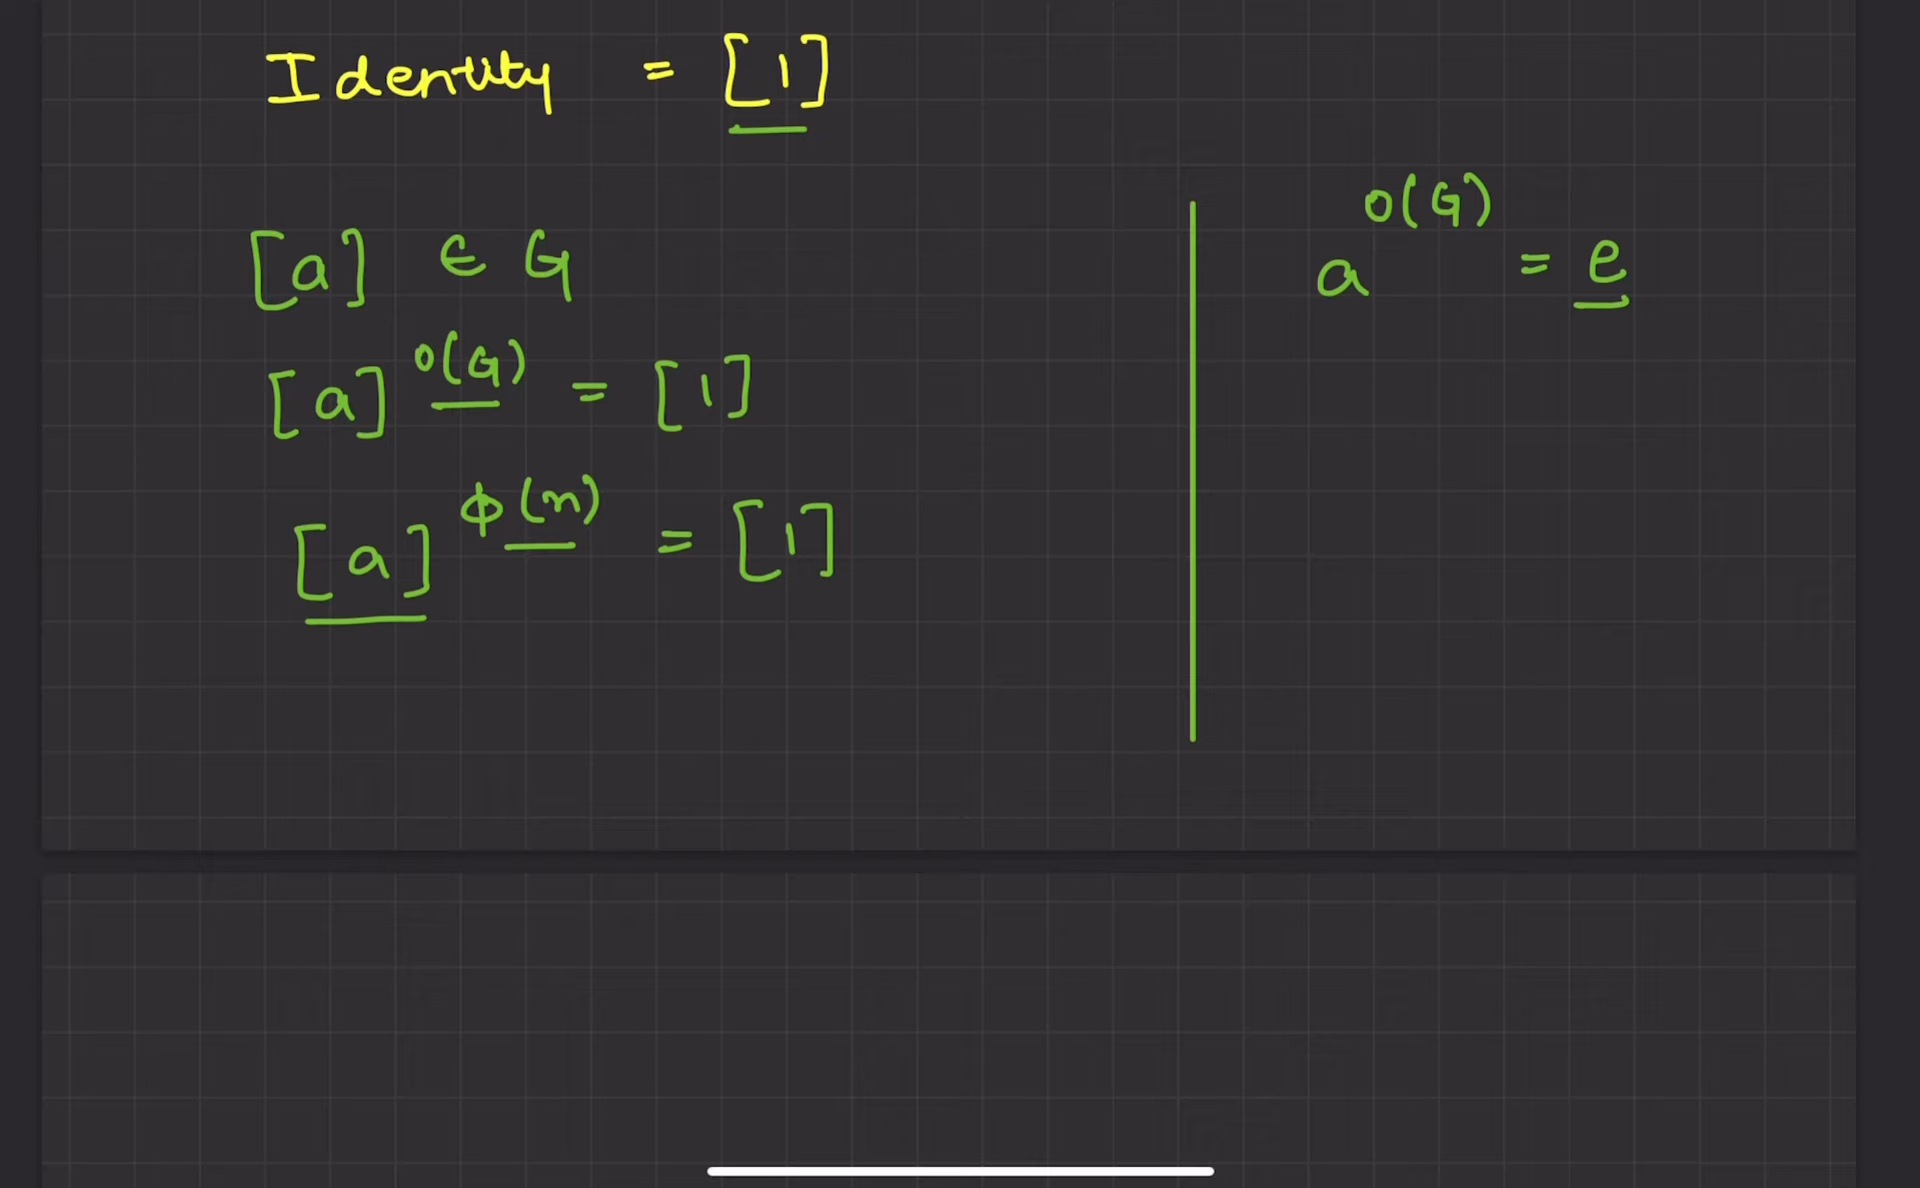 Identity = [1]
[a] ∈ G
[a]^{o(G)} = [1]
[a]^{ϕ(n)} = [1]
a^{o(G)} = e